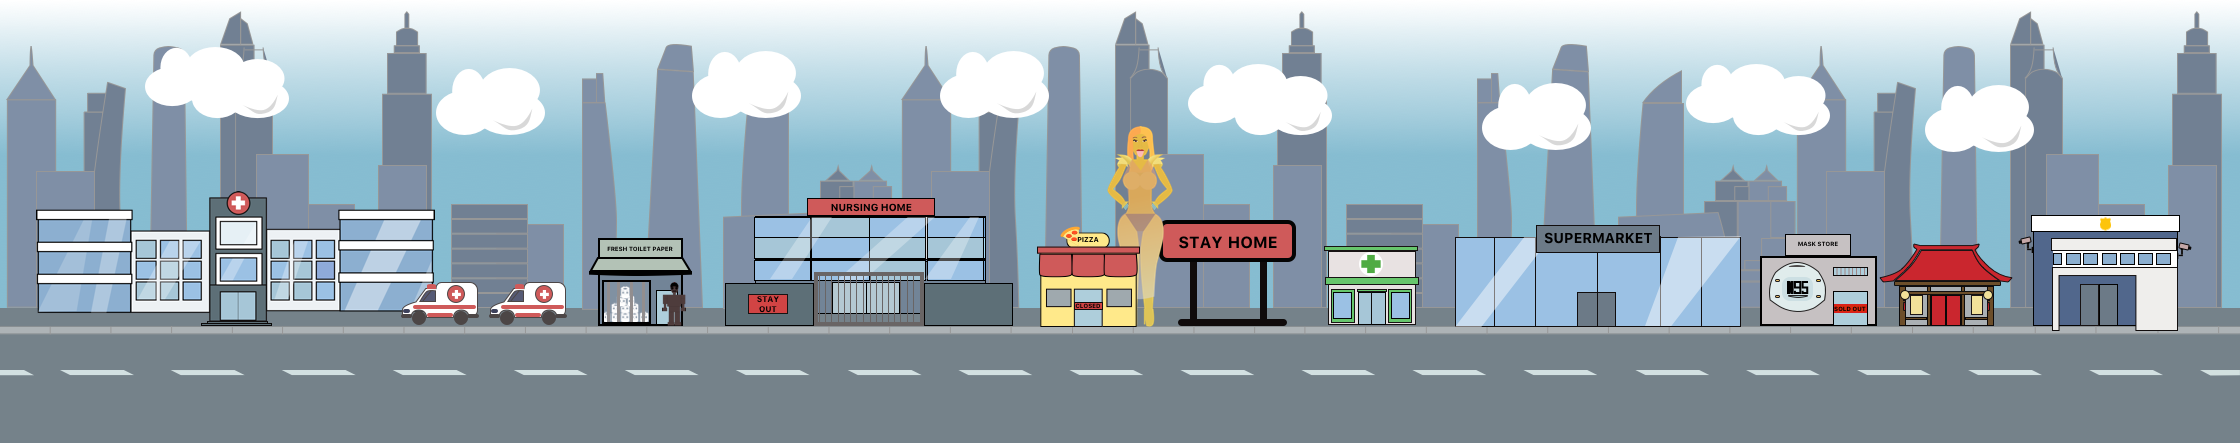 FRESH TOILET PAPER
NURSING HOME
STAY
OUT
PIZZA
CLOSED
STAY HOME
SUPERMARKET
MASK STORE
N95
SOLD OUT